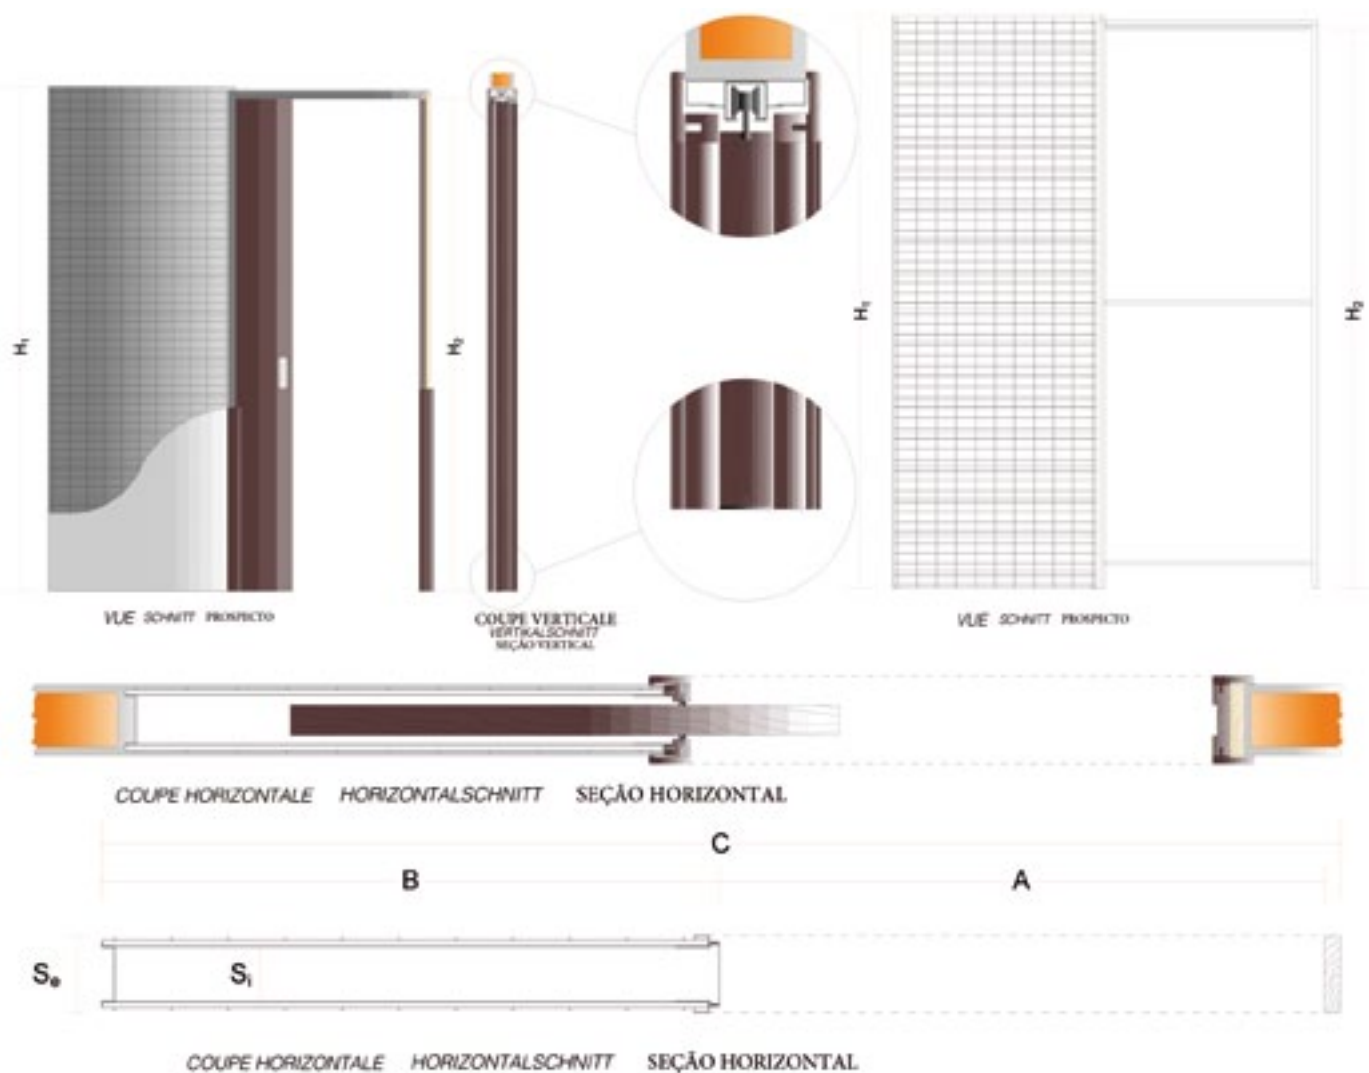 H₁
H₂
H₁
H₂
VUE SCHNITT PROSPECTO
COUPE VERTICALE
VERTIKALSCHNITT
SEÇÃO VERTICAL
VUE SCHNITT PROSPECTO
COUPE HORIZONTALE HORIZONTALSCHNITT SEÇÃO HORIZONTAL
C
B A
Sₑ Sᵢ
COUPE HORIZONTALE HORIZONTALSCHNITT SEÇÃO HORIZONTAL